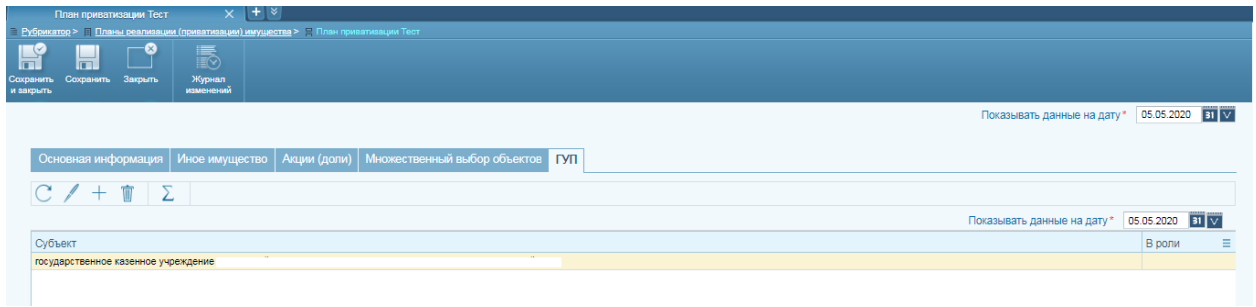 План приватизации Тест
Рубрикатор > Планы реализации (приватизации) имущества > План приватизации Тест
Сохранить и закрыть
Сохранить
Закрыть
Журнал изменений
Показывать данные на дату * 05.05.2020 31
Основная информация Иное имущество Акции (доли) Множественный выбор объектов ГУП
Показывать данные на дату * 05.05.2020 31
Субъект В роли
государственное казенное учреждение